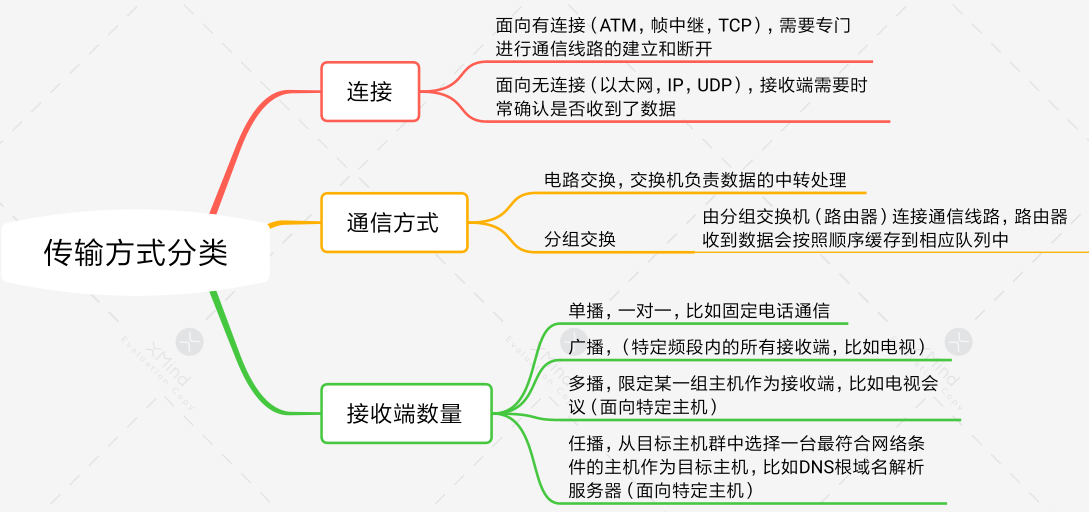 传输方式分类
连接
面向有连接（ATM，帧中继，TCP），需要专门
进行通信线路的建立和断开
面向无连接（以太网，IP，UDP），接收端需要时
常确认是否收到了数据
通信方式
电路交换，交换机负责数据的中转处理
分组交换
由分组交换机（路由器）连接通信线路，路由器
收到数据会按照顺序缓存到相应队列中
接收端数量
单播，一对一，比如固定电话通信
广播，（特定频段内的所有接收端，比如电视）
多播，限定某一组主机作为接收端，比如电视会
议（面向特定主机）
任播，从目标主机群中选择一台最符合网络条
件的主机作为目标主机，比如DNS根域名解析
服务器（面向特定主机）
XMind
Evaluation Copy
XMind
Evaluation Copy